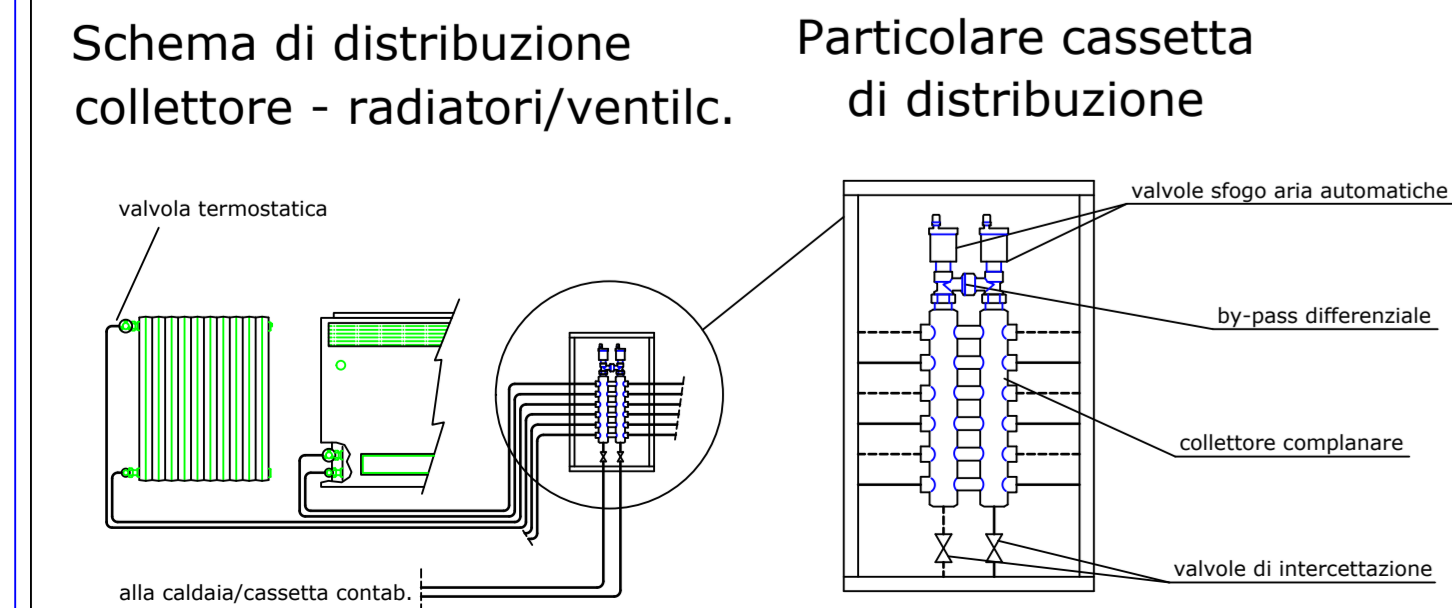 Schema di distribuzione
collettore - radiatori/ventilc.
Particolare cassetta
di distribuzione
valvola termostatica
alla caldaia/cassetta contab.
valvole sfogo aria automatiche
by-pass differenziale
collettore complanare
valvole di intercettazione